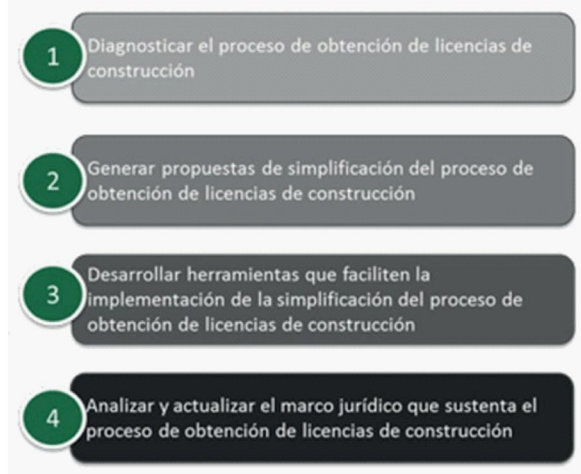 1
Diagnosticar el proceso de obtención de licencias de
construcción
2
Generar propuestas de simplificación del proceso de
obtención de licencias de construcción
3
Desarrollar herramientas que faciliten la
implementación de la simplificación del proceso de
obtención de licencias de construcción
4
Analizar y actualizar el marco jurídico que sustenta el
proceso de obtención de licencias de construcción